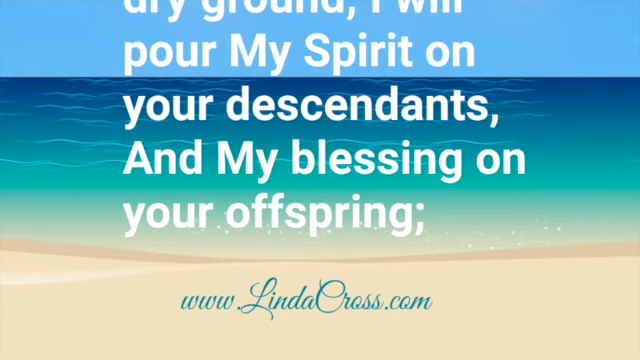 dry ground; I will
pour My Spirit on
your descendants,
And My blessing on
your offspring;
www.LindaCross.com